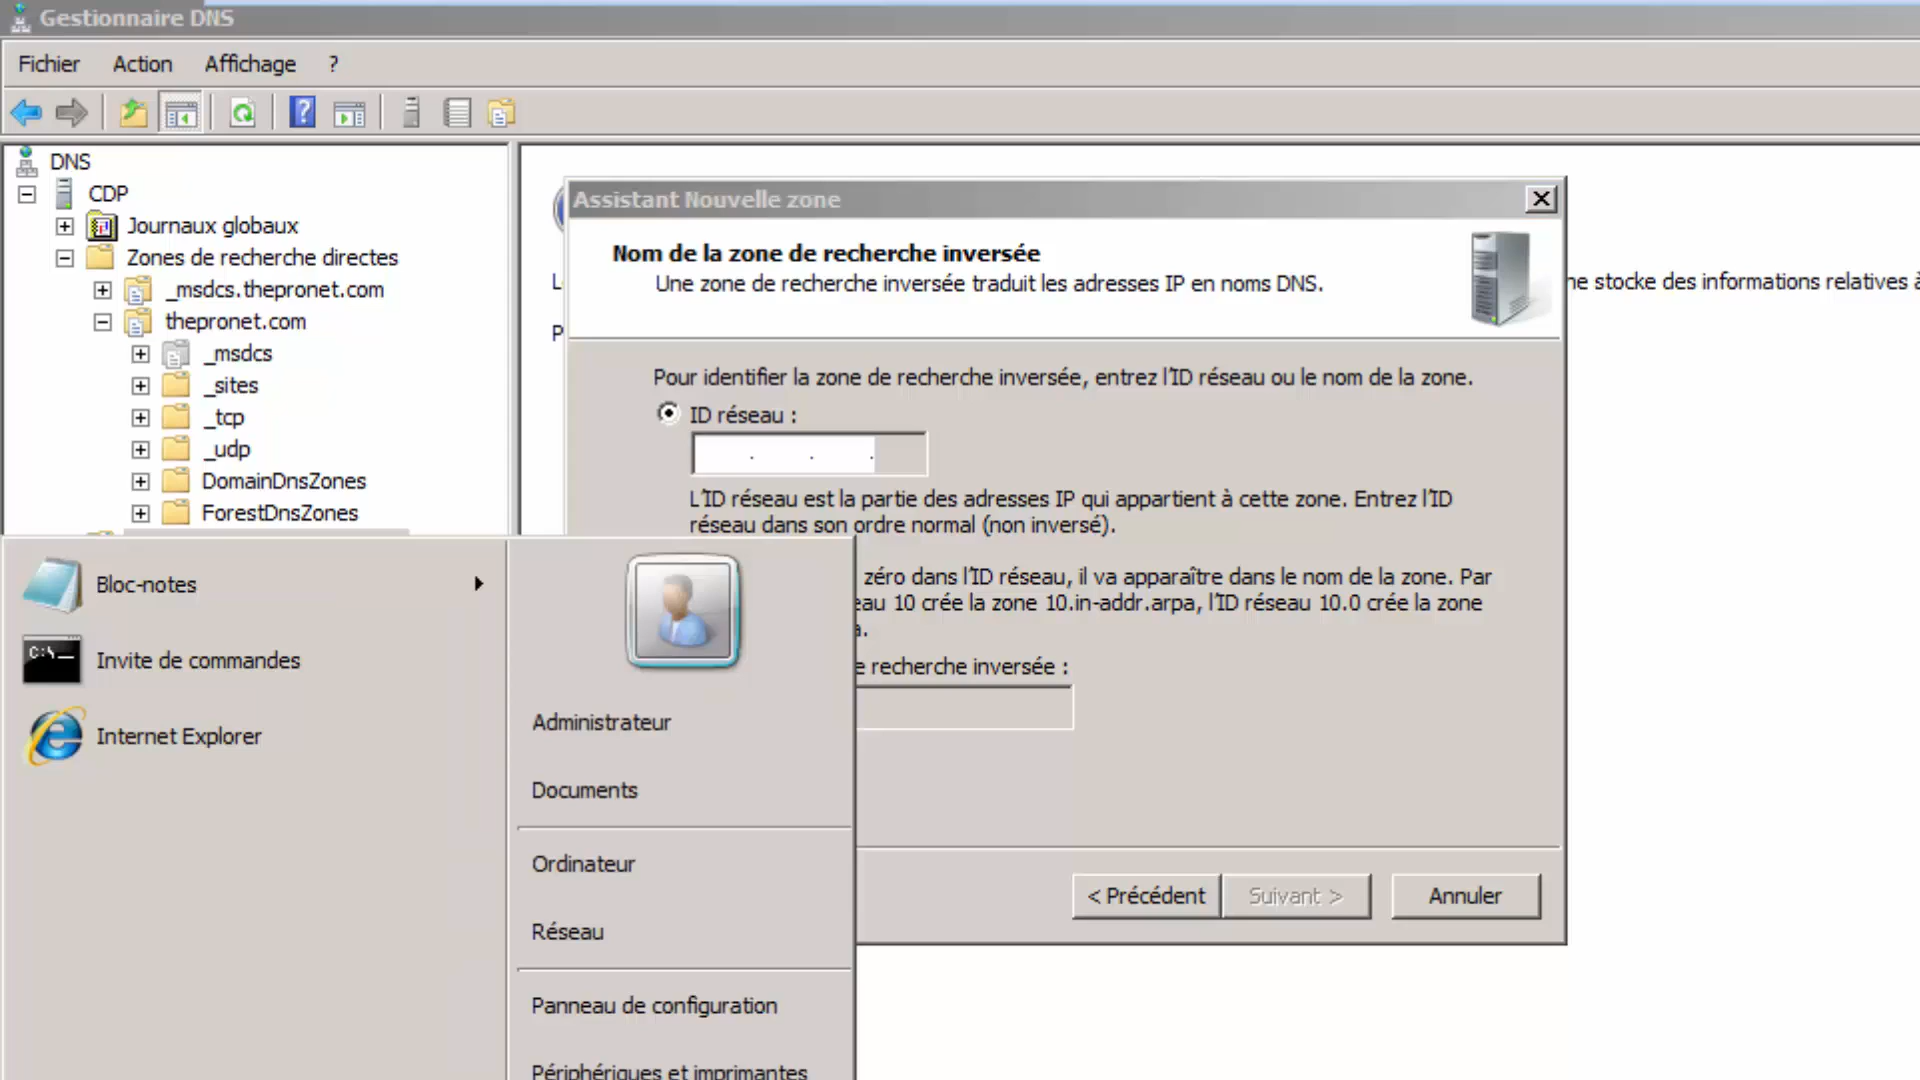 Gestionnaire DNS
Fichier Action Affichage ?
DNS
CDP
Journaux globaux
Zones de recherche directes
_msdcs.thepronet.com
thepronet.com
_msdcs
_sites
_tcp
_udp
DomainDnsZones
ForestDnsZones
Assistant Nouvelle zone
Nom de la zone de recherche inversée
Une zone de recherche inversée traduit les adresses IP en noms DNS.
ne stocke des informations relatives à
Pour identifier la zone de recherche inversée, entrez l'ID réseau ou le nom de la zone.
ID réseau :
. . .
L'ID réseau est la partie des adresses IP qui appartient à cette zone. Entrez l'ID
réseau dans son ordre normal (non inversé).
zéro dans l'ID réseau, il va apparaître dans le nom de la zone. Par
eau 10 crée la zone 10.in-addr.arpa, l'ID réseau 10.0 crée la zone
a.
e recherche inversée :
< Précédent Suivant > Annuler
Bloc-notes
Invite de commandes
C:\
Internet Explorer
Administrateur
Documents
Ordinateur
Réseau
Panneau de configuration
Périphériques et imprimantes